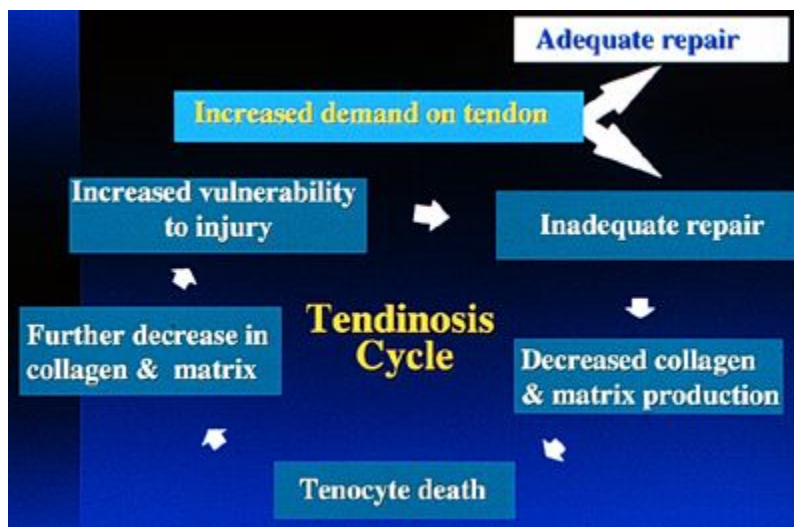 Adequate repair
Increased demand on tendon
Increased vulnerability
to injury
Inadequate repair
Tendinosis
Cycle
Further decrease in
collagen & matrix
Decreased collagen
& matrix production
Tenocyte death